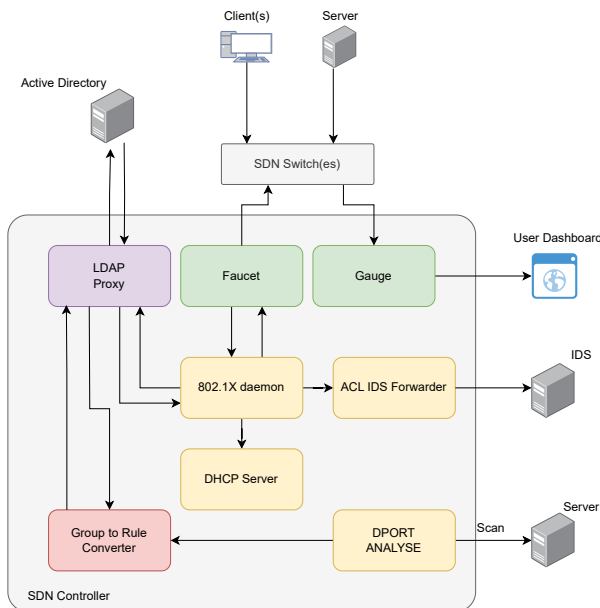 Client(s)
Server
Active Directory
SDN Switch(es)
User Dashboard
LDAP
Proxy
Faucet
Gauge
IDS
802.1X daemon
ACL IDS Forwarder
DHCP Server
Server
Group to Rule
Converter
DPORT
ANALYSE
Scan
SDN Controller